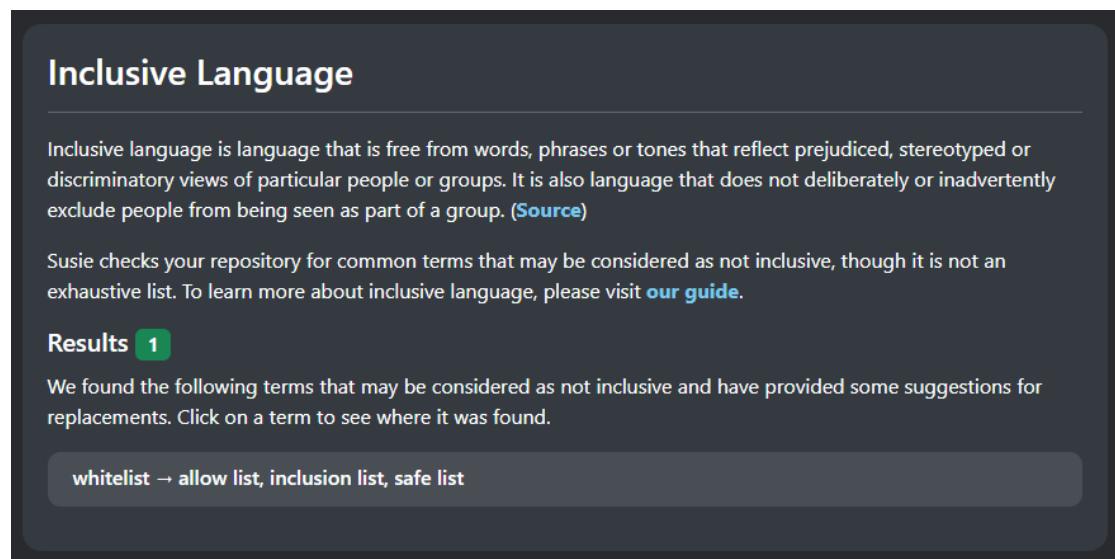 Inclusive Language
Inclusive language is language that is free from words, phrases or tones that reflect prejudiced, stereotyped or
discriminatory views of particular people or groups. It is also language that does not deliberately or inadvertently
exclude people from being seen as part of a group. (Source)
Susie checks your repository for common terms that may be considered as not inclusive, though it is not an
exhaustive list. To learn more about inclusive language, please visit our guide.
Results 1
We found the following terms that may be considered as not inclusive and have provided some suggestions for
replacements. Click on a term to see where it was found.
whitelist → allow list, inclusion list, safe list